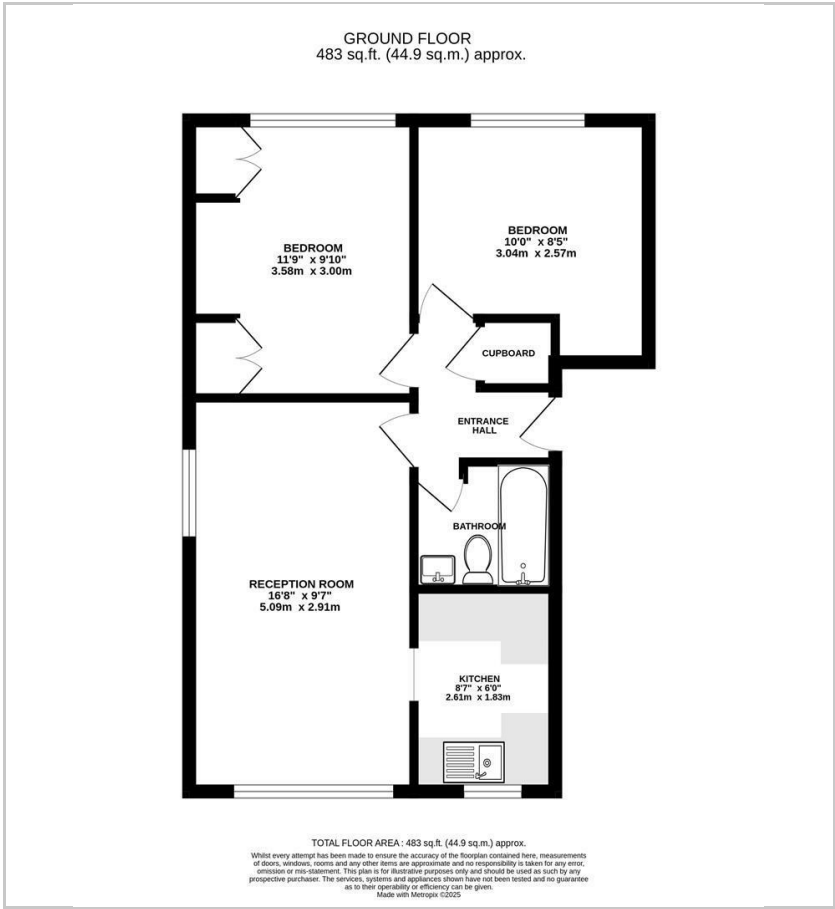 GROUND FLOOR
483 sq.ft. (44.9 sq.m.) approx.
BEDROOM
10'0" x 8'5"
3.04m x 2.57m
BEDROOM
11'9" x 9'10"
3.58m x 3.00m
CUPBOARD
ENTRANCE
HALL
BATHROOM
RECEPTION ROOM
16'8" x 9'7"
5.09m x 2.91m
KITCHEN
8'7" x 6'0"
2.61m x 1.83m
TOTAL FLOOR AREA : 483 sq.ft. (44.9 sq.m.) approx.
Whilst every attempt has been made to ensure the accuracy of the floorplan contained here, measurements
of doors, windows, rooms and any other items are approximate and no responsibility is taken for any error,
omission or mis-statement. This plan is for illustrative purposes only and should be used as such by any
prospective purchaser. The services, systems and appliances shown have not been tested and no guarantee
as to their operability or efficiency can be given.
Made with Metropix ©2025